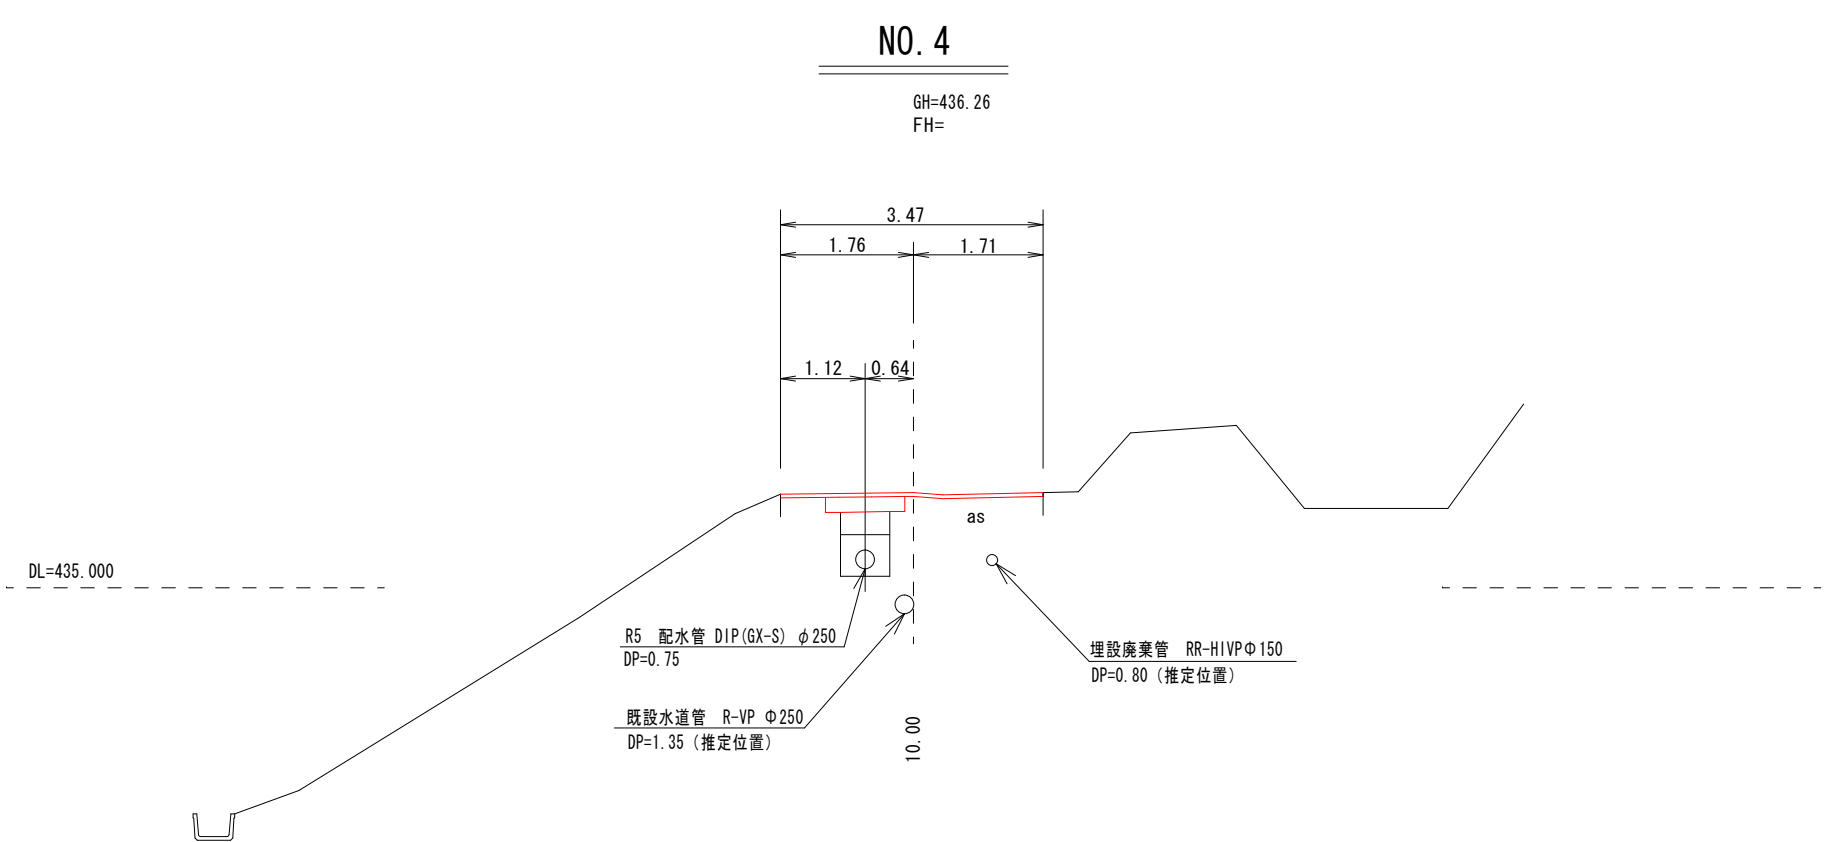 NO.4
GH=436.26
FH=
3.47
1.76
1.71
1.12
0.64
as
DL=435.000
R5 配水管 DIP(GX-S) φ250
DP=0.75
埋設廃棄管 RR-HIVPΦ150
DP=0.80(推定位置)
既設水道管 R-VP Φ250
DP=1.35(推定位置)
10.00